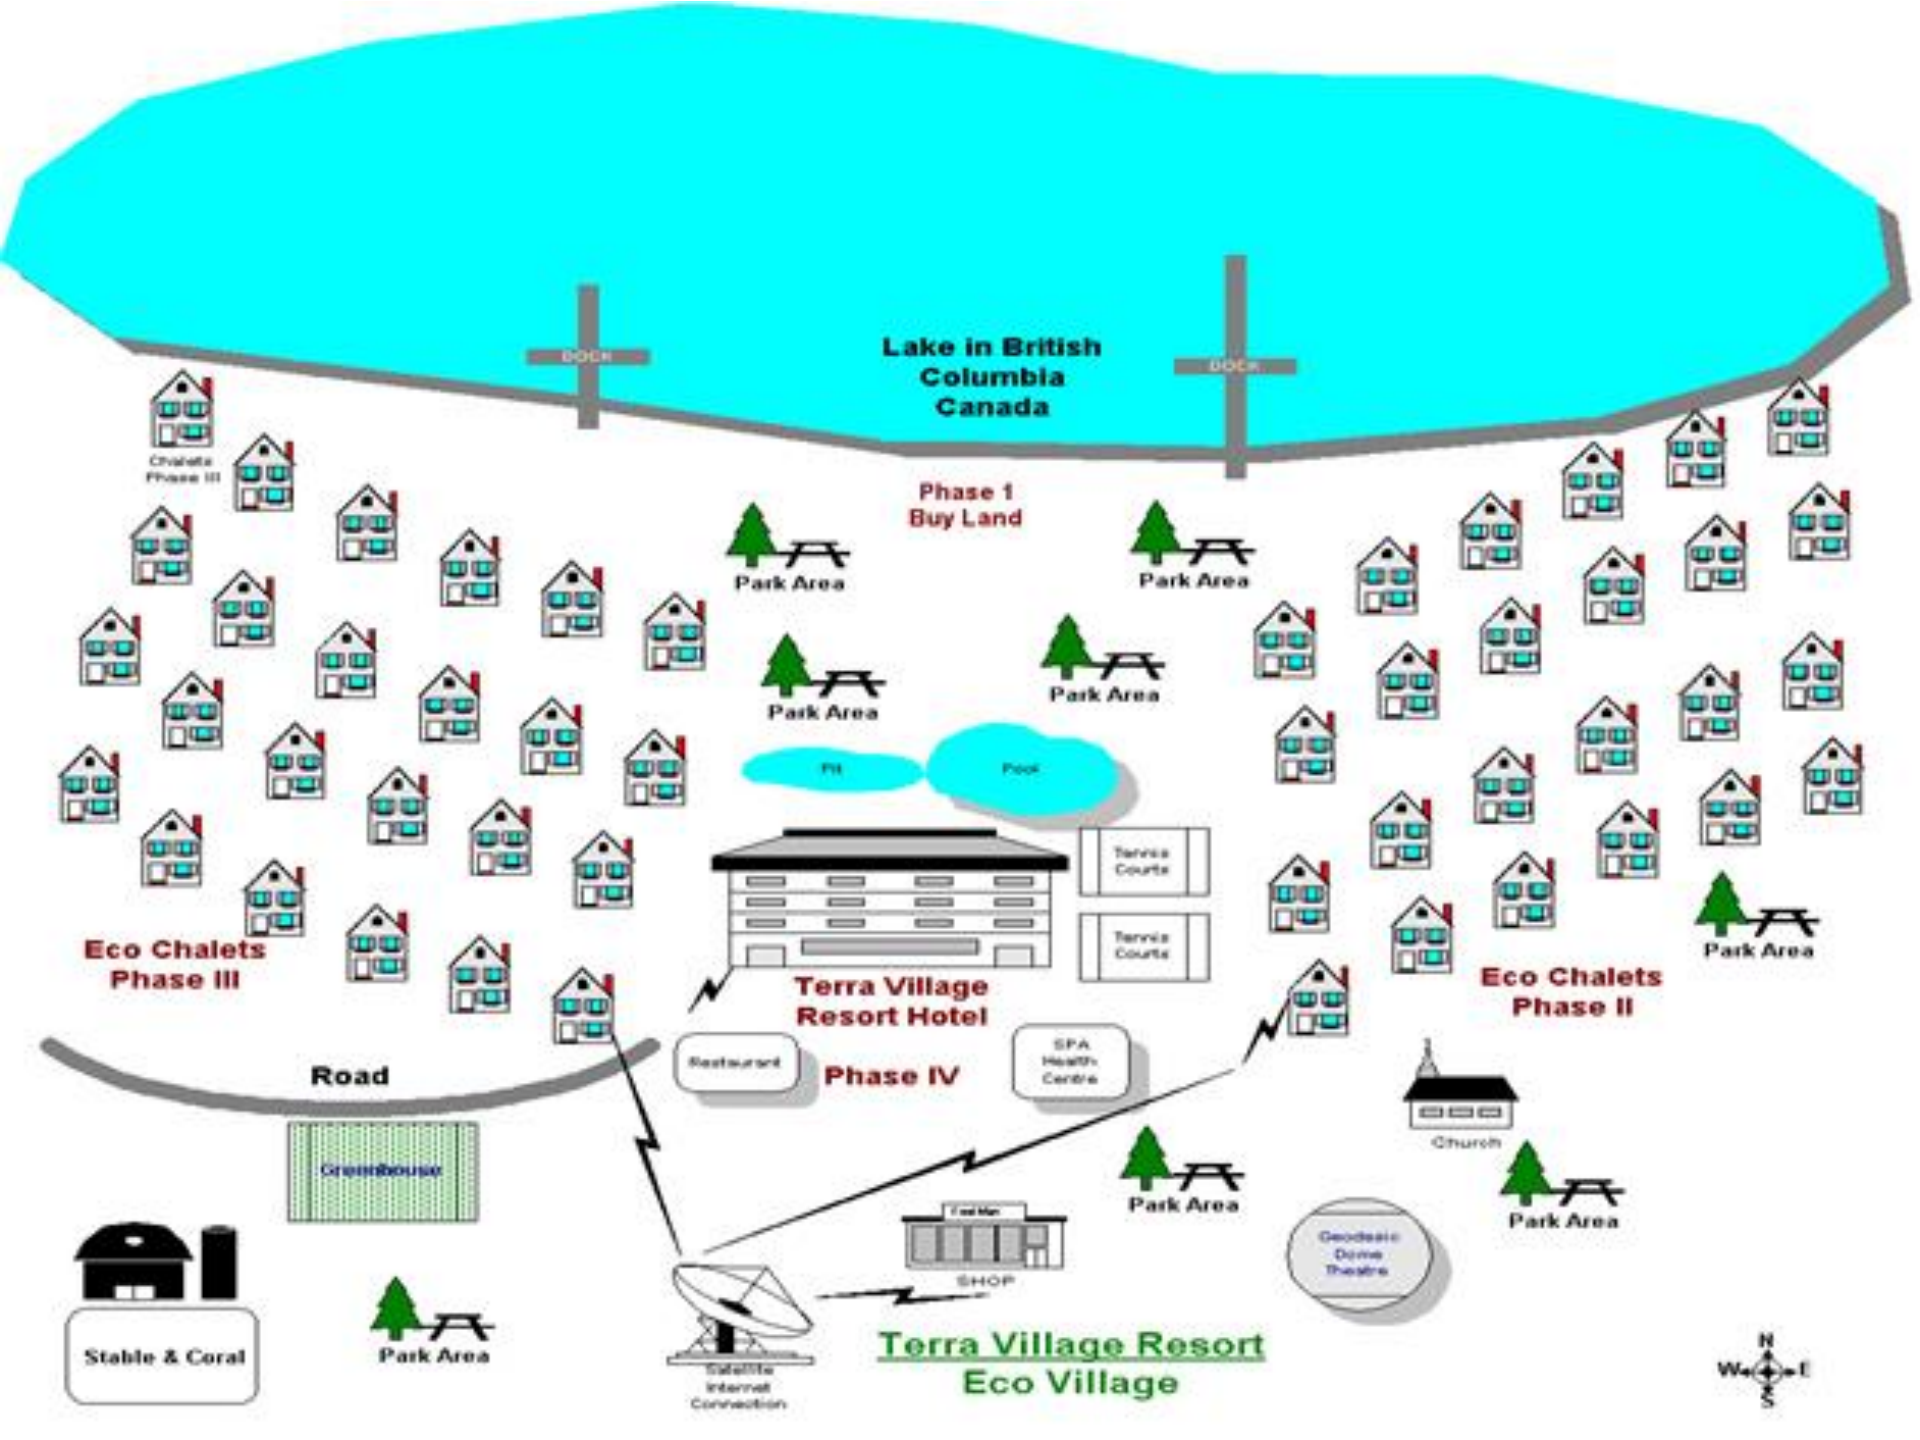 DOCK
DOCK
Lake in British
Columbia
Canada
Chalets
Phase III
Phase 1
Buy Land
Park Area
Park Area
Park Area
Park Area
Pool
Tennis
Courts
Tennis
Courts
Park Area
Eco Chalets
Phase III
Terra Village
Resort Hotel
Eco Chalets
Phase II
Restaurant
Phase IV
SPA
Health
Centre
Road
Church
Greenhouse
Park Area
Park Area
Geodesic
Dome
Theatre
SHOP
Stable & Coral
Park Area
Satellite
Internet
Connection
Terra Village Resort
Eco Village
N
W E
S